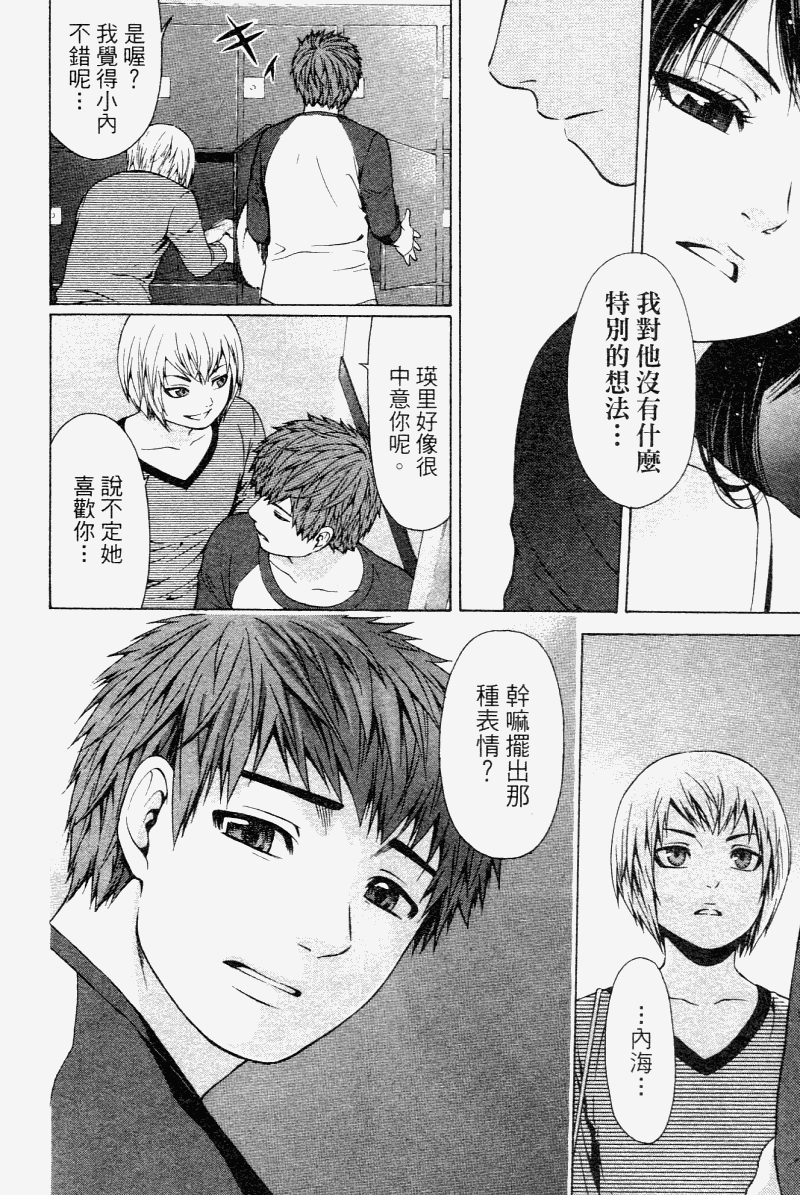 我對他沒有什麼
特別的想法…
是喔？
我覺得小內
不錯呢…
瑛里好像很
中意你呢。
說不定她
喜歡你…
…內海…
幹嘛擺出那
種表情？